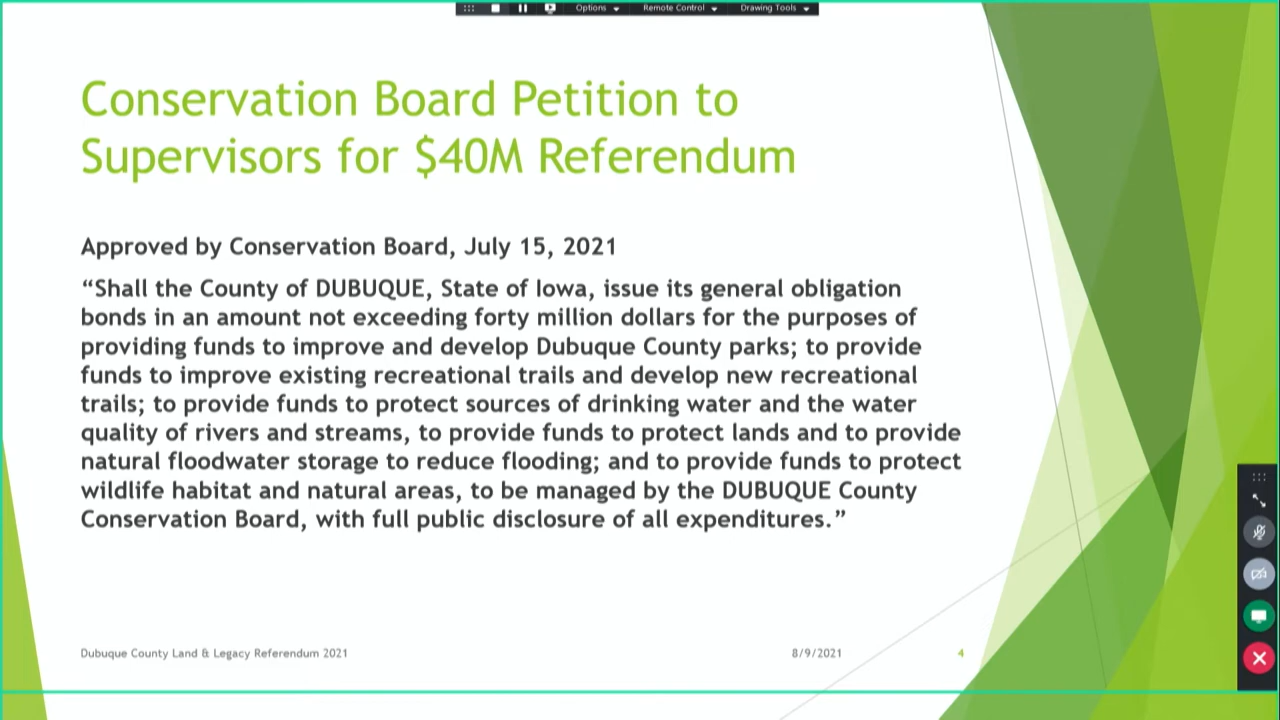 Options
Remote Control
Drawing Tools
Conservation Board Petition to
Supervisors for $40M Referendum
Approved by Conservation Board, July 15, 2021
“Shall the County of DUBUQUE, State of Iowa, issue its general obligation
bonds in an amount not exceeding forty million dollars for the purposes of
providing funds to improve and develop Dubuque County parks; to provide
funds to improve existing recreational trails and develop new recreational
trails; to provide funds to protect sources of drinking water and the water
quality of rivers and streams, to provide funds to protect lands and to provide
natural floodwater storage to reduce flooding; and to provide funds to protect
wildlife habitat and natural areas, to be managed by the DUBUQUE County
Conservation Board, with full public disclosure of all expenditures.”
Dubuque County Land & Legacy Referendum 2021
8/9/2021
4